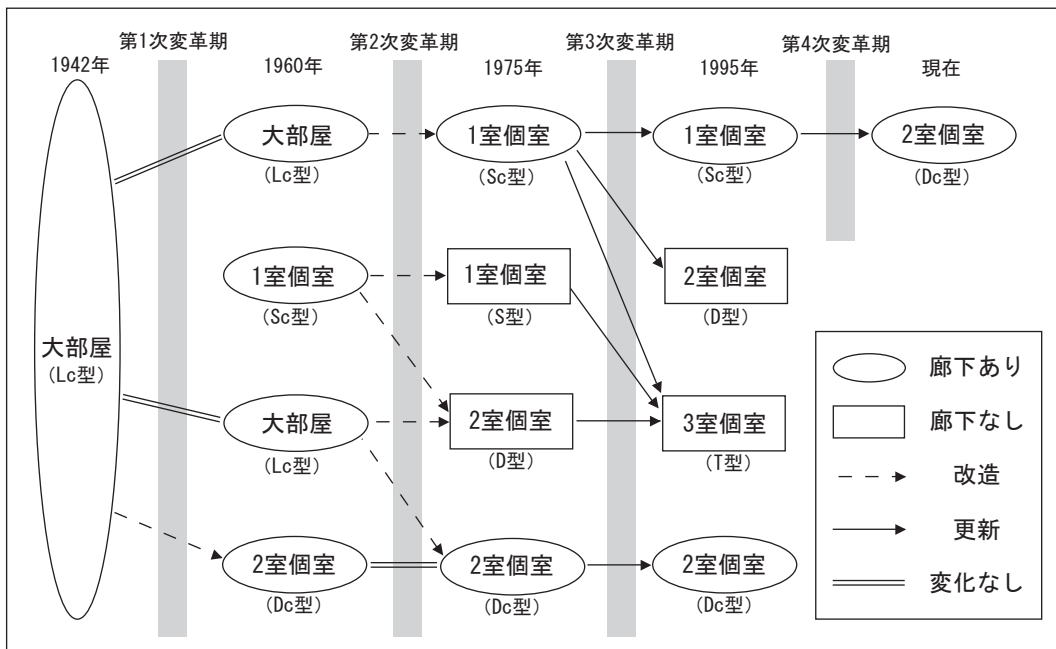 第1次変革期
第2次変革期
第3次変革期
第4次変革期
1942年
1960年
1975年
1995年
現在
大部屋
(Lc型)
1室個室
(Sc型)
1室個室
(Sc型)
2室個室
(Dc型)
1室個室
(Sc型)
1室個室
(S型)
2室個室
(D型)
大部屋
(Lc型)
大部屋
(Lc型)
2室個室
(D型)
3室個室
(T型)
2室個室
(Dc型)
2室個室
(Dc型)
2室個室
(Dc型)
廊下あり
廊下なし
改造
更新
変化なし